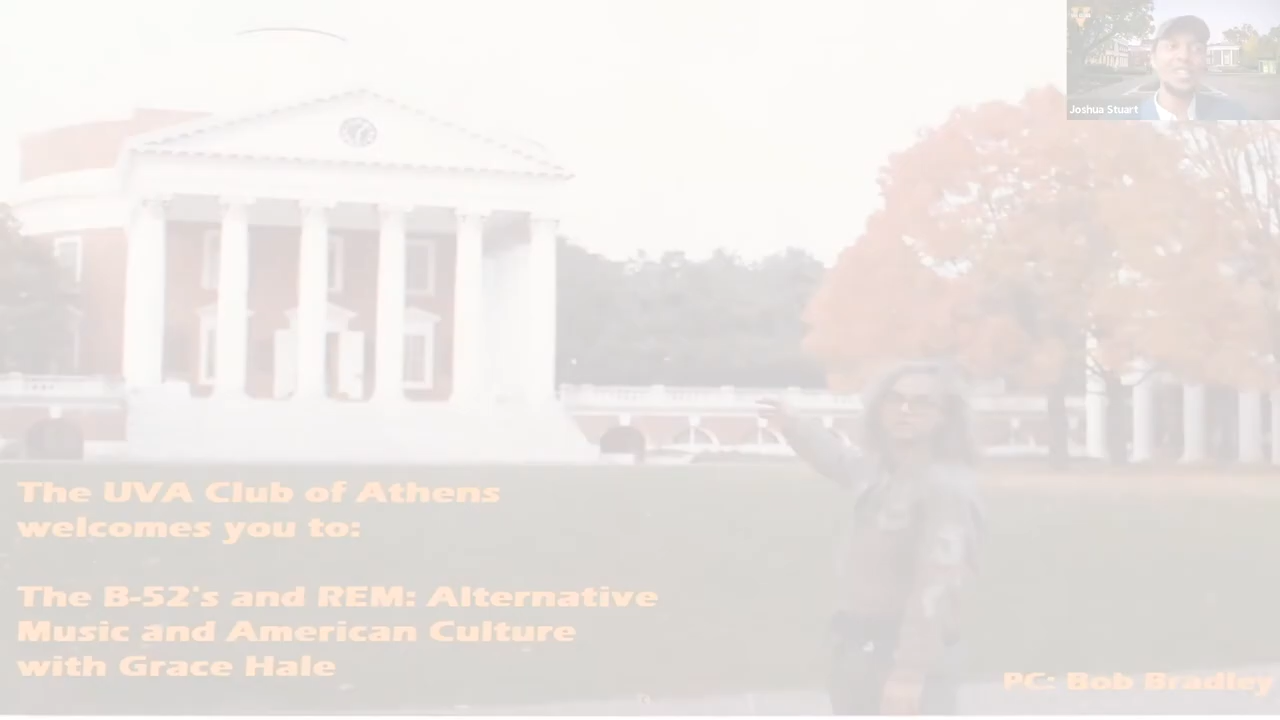 Joshua Stuart
The UVA Club of Athens
welcomes you to:
The B-52's and REM: Alternative
Music and American Culture
with Grace Hale
PC: Bob Bradley